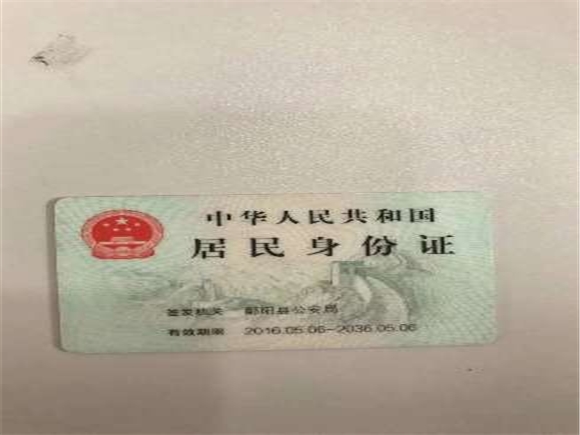 中华人民共和国
居民身份证
签发机关 鄱阳县公安局
有效期限 2016.05.06-2036.05.06